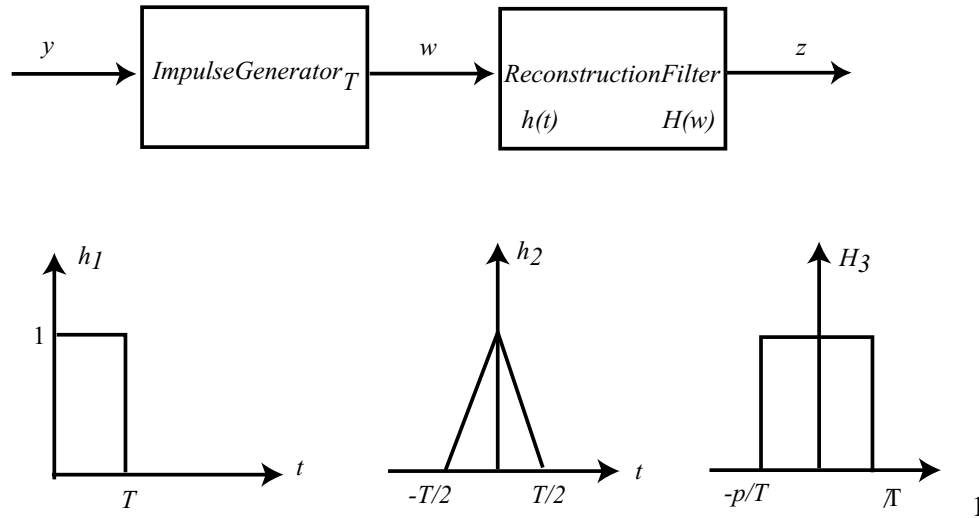 y
w
z
ImpulseGenerator T
ReconstructionFilter
h(t) H(w)
h1
h2
H3
1
T
t
-T/2 T/2
t
-p/T /T
1